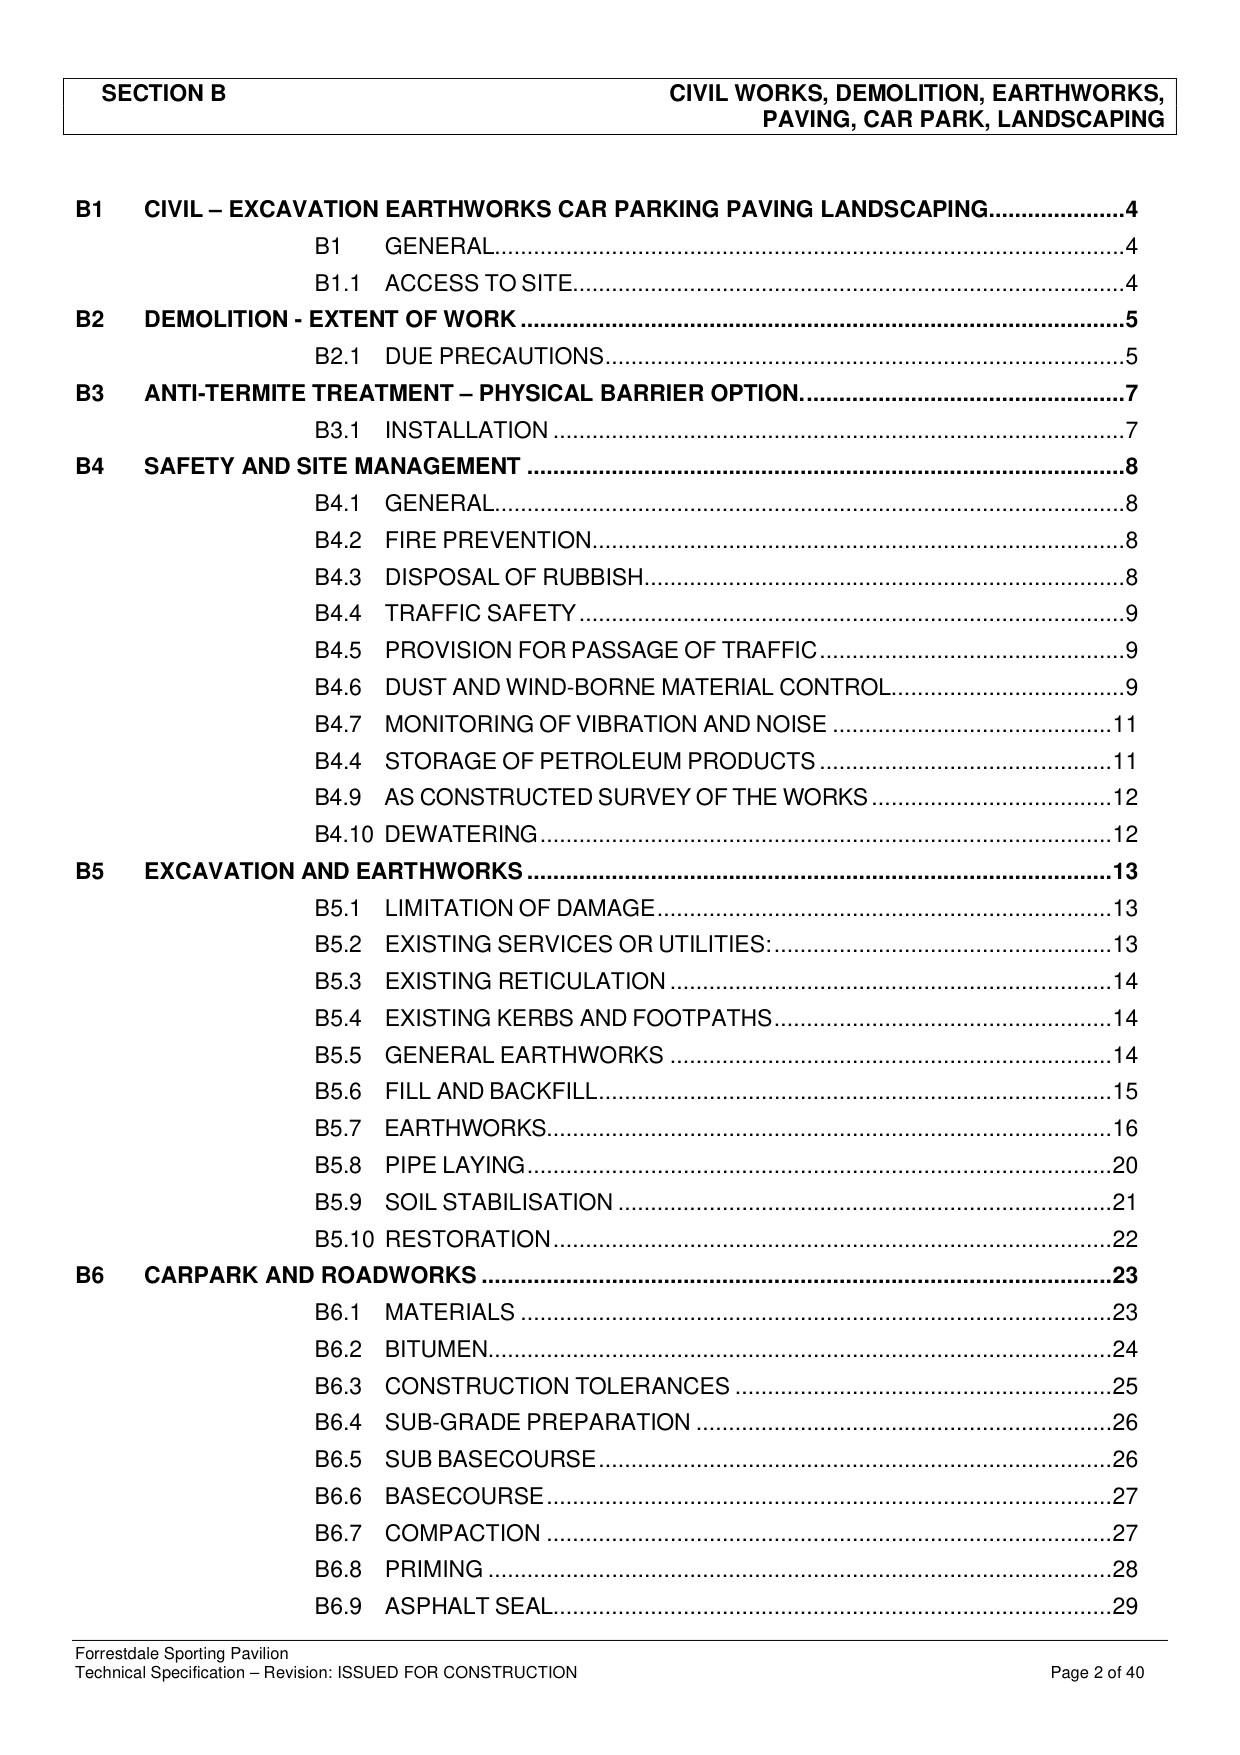 SECTION B CIVIL WORKS, DEMOLITION, EARTHWORKS,
PAVING, CAR PARK, LANDSCAPING
B1 CIVIL – EXCAVATION EARTHWORKS CAR PARKING PAVING LANDSCAPING.....................4
B1 GENERAL.................................................................................................4
B1.1 ACCESS TO SITE.....................................................................................4
B2 DEMOLITION - EXTENT OF WORK.............................................................................................5
B2.1 DUE PRECAUTIONS................................................................................5
B3 ANTI-TERMITE TREATMENT – PHYSICAL BARRIER OPTION..................................................7
B3.1 INSTALLATION........................................................................................7
B4 SAFETY AND SITE MANAGEMENT............................................................................................8
B4.1 GENERAL.................................................................................................8
B4.2 FIRE PREVENTION..................................................................................8
B4.3 DISPOSAL OF RUBBISH..........................................................................8
B4.4 TRAFFIC SAFETY....................................................................................9
B4.5 PROVISION FOR PASSAGE OF TRAFFIC...............................................9
B4.6 DUST AND WIND-BORNE MATERIAL CONTROL....................................9
B4.7 MONITORING OF VIBRATION AND NOISE...........................................11
B4.4 STORAGE OF PETROLEUM PRODUCTS.............................................11
B4.9 AS CONSTRUCTED SURVEY OF THE WORKS.....................................12
B4.10 DEWATERING........................................................................................12
B5 EXCAVATION AND EARTHWORKS..........................................................................................13
B5.1 LIMITATION OF DAMAGE......................................................................13
B5.2 EXISTING SERVICES OR UTILITIES:....................................................13
B5.3 EXISTING RETICULATION....................................................................14
B5.4 EXISTING KERBS AND FOOTPATHS....................................................14
B5.5 GENERAL EARTHWORKS....................................................................14
B5.6 FILL AND BACKFILL...............................................................................15
B5.7 EARTHWORKS.......................................................................................16
B5.8 PIPE LAYING..........................................................................................20
B5.9 SOIL STABILISATION............................................................................21
B5.10 RESTORATION......................................................................................22
B6 CARPARK AND ROADWORKS.................................................................................................23
B6.1 MATERIALS...........................................................................................23
B6.2 BITUMEN................................................................................................24
B6.3 CONSTRUCTION TOLERANCES..........................................................25
B6.4 SUB-GRADE PREPARATION................................................................26
B6.5 SUB BASECOURSE...............................................................................26
B6.6 BASECOURSE.......................................................................................27
B6.7 COMPACTION.......................................................................................27
B6.8 PRIMING................................................................................................28
B6.9 ASPHALT SEAL......................................................................................29
Forrestdale Sporting Pavilion
Technical Specification – Revision: ISSUED FOR CONSTRUCTION Page 2 of 40